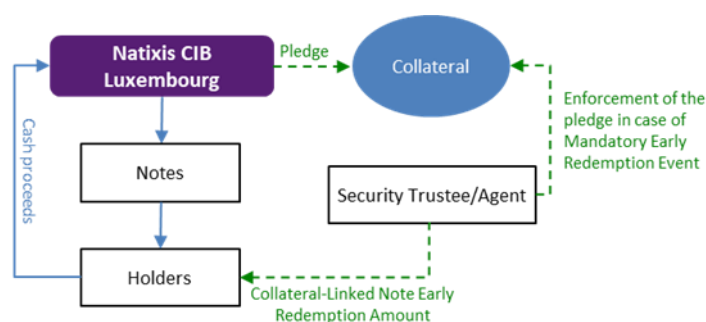 Natixis CIB
Luxembourg
Pledge
Collateral
Cash proceeds
Enforcement of the
pledge in case of
Mandatory Early
Redemption Event
Notes
Security Trustee/Agent
Holders
Collateral-Linked Note Early
Redemption Amount